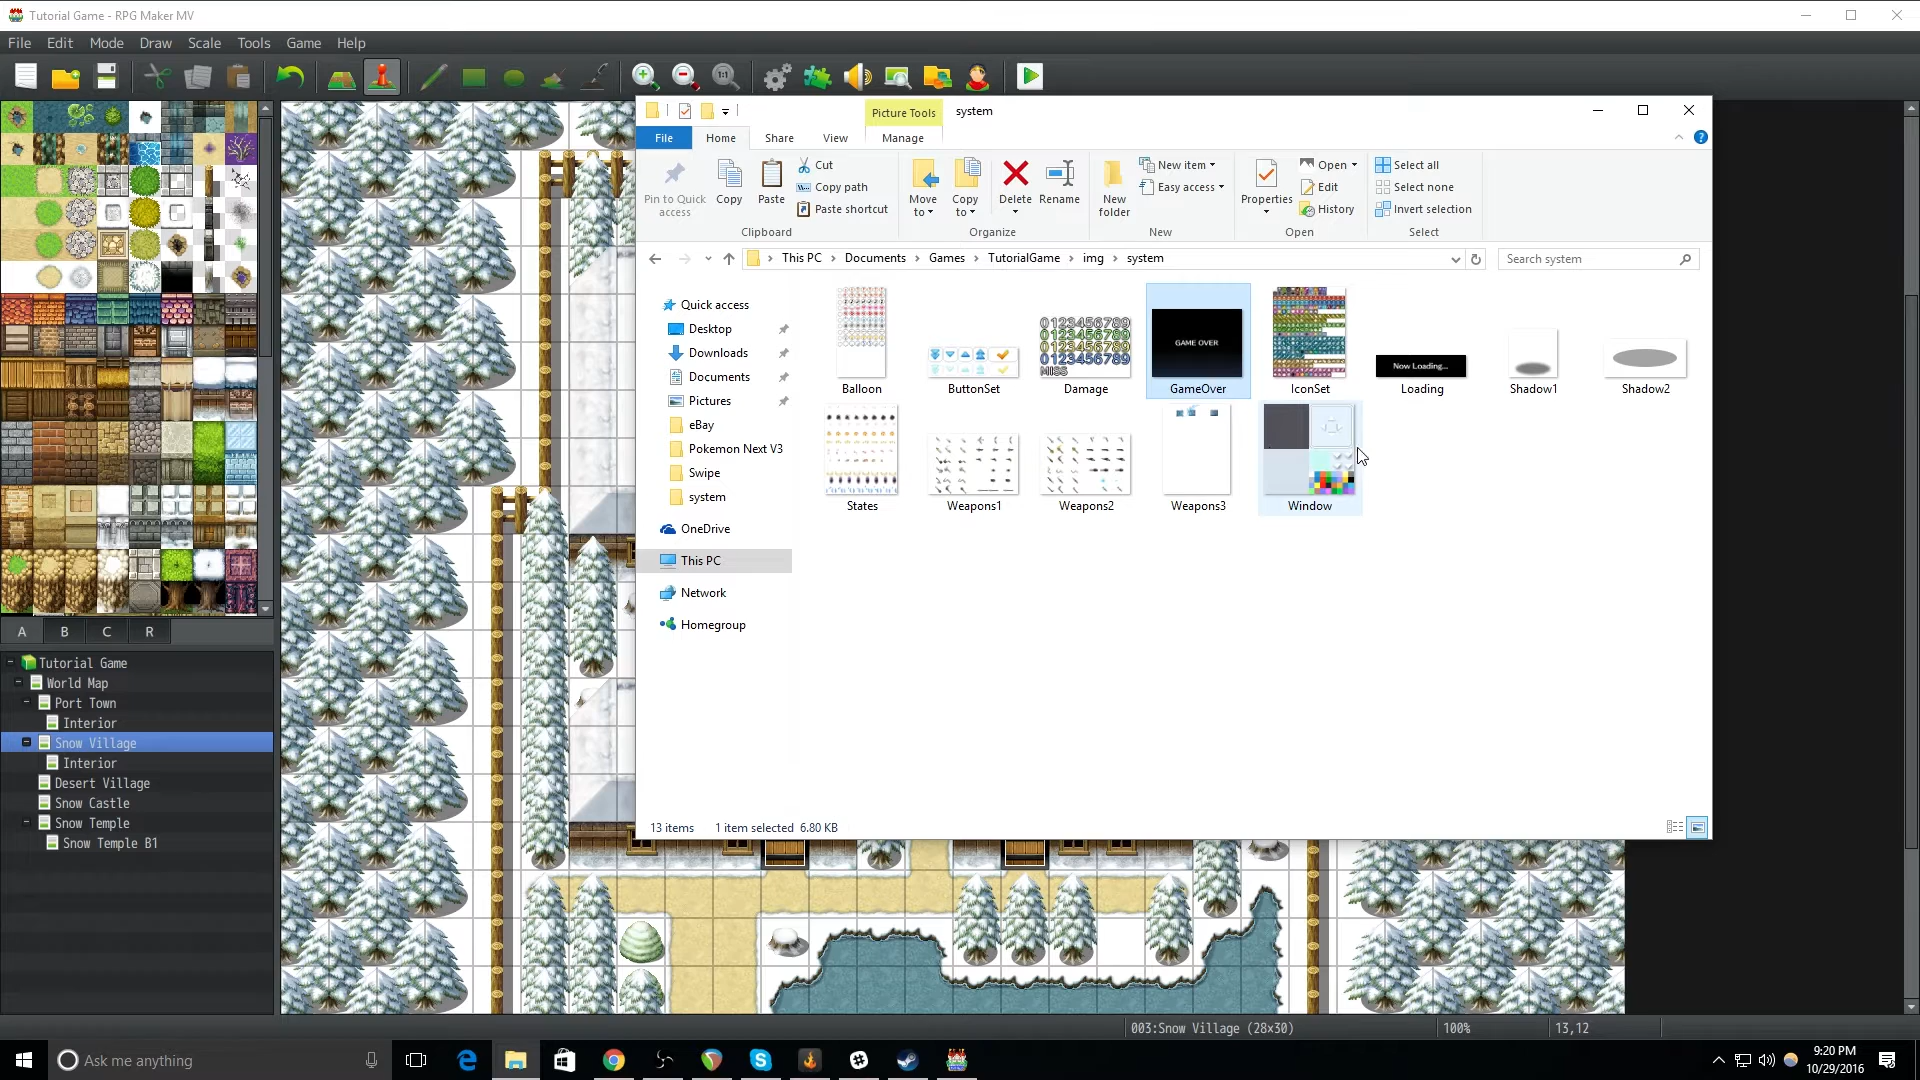 Tutorial Game - RPG Maker MV
File Edit Mode Draw Scale Tools Game Help
1:1
Picture Tools system
File Home Share View Manage
Pin to Quick access
Copy
Paste
Cut
Copy path
Paste shortcut
Clipboard
Move to
Copy to
Delete
Rename
Organize
New folder
New item
Easy access
New
Properties
Open
Edit
History
Open
Select all
Select none
Invert selection
Select
This PC Documents Games TutorialGame img system
Search system
Quick access
Desktop
Downloads
Documents
Pictures
eBay
Pokemon Next V3
Swipe
system
OneDrive
This PC
Network
Homegroup
0123456789
0123456789
0123456789
0123456789
MISS
GAME OVER
Now Loading...
Balloon ButtonSet Damage GameOver IconSet Loading Shadow1 Shadow2
States Weapons1 Weapons2 Weapons3 Window
13 items 1 item selected 6.80 KB
A B C R
Tutorial Game
World Map
Port Town
Interior
Snow Village
Interior
Desert Village
Snow Castle
Snow Temple
Snow Temple B1
003:Snow Village (28x30) 100% 13,12
Ask me anything
9:20 PM
10/29/2016